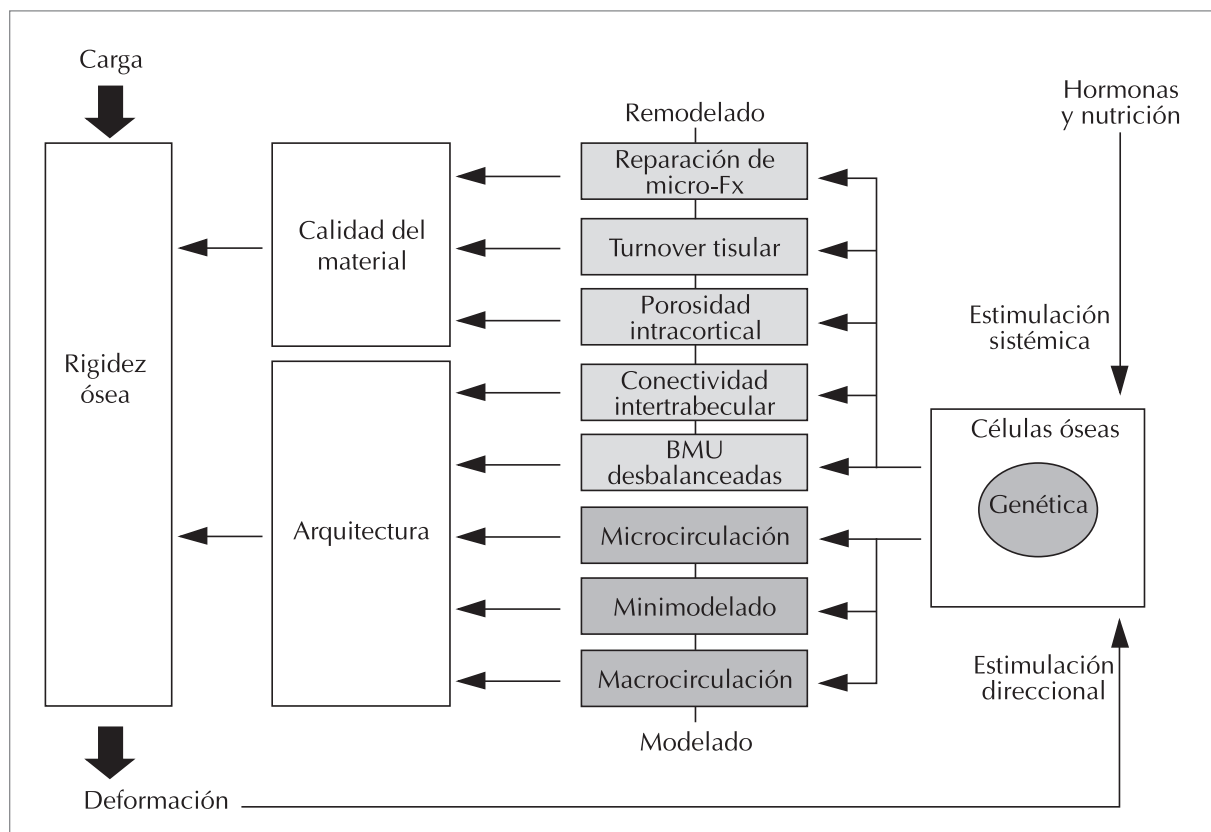 Carga
Hormonas
y nutrición
Remodelado
Reparación de
micro-Fx
Calidad del
material
Turnover tisular
Porosidad
intracortical
Estimulación
sistémica
Rigidez
ósea
Conectividad
intertrabecular
Células óseas
BMU
desbalanceadas
Genética
Arquitectura
Microcirculación
Minimodelado
Estimulación
direccional
Macrocirculación
Modelado
Deformación